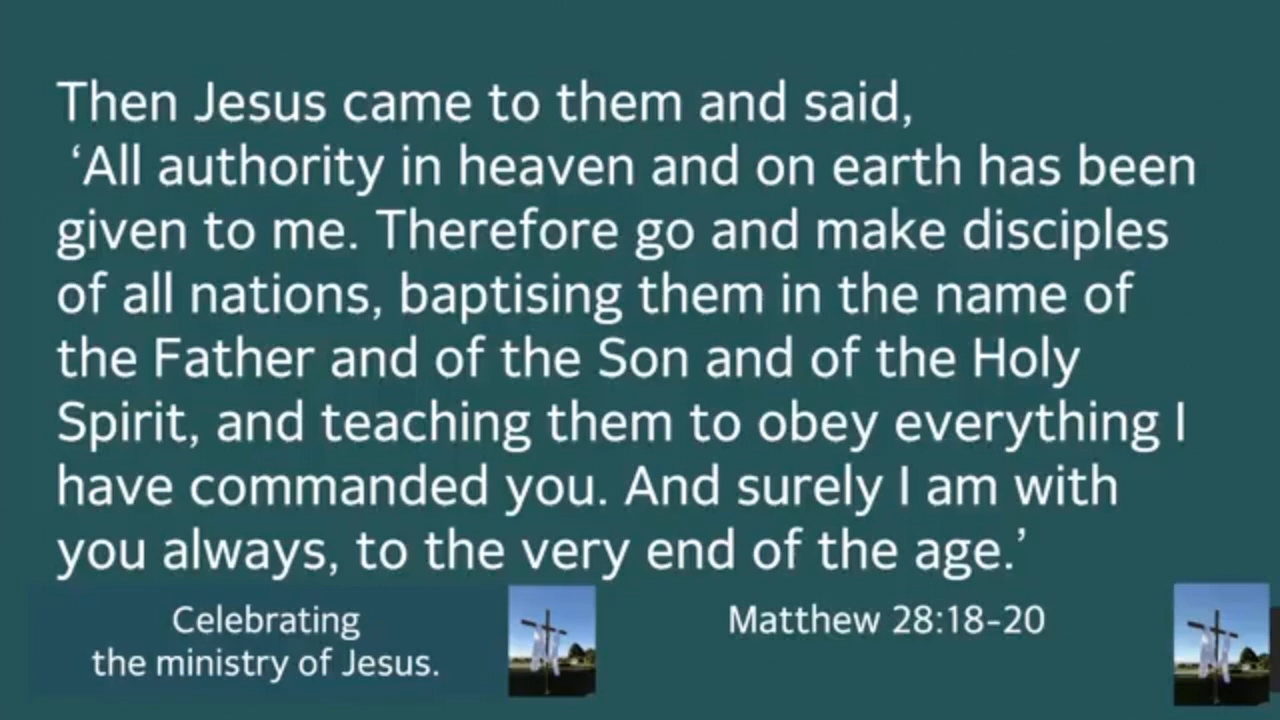 Then Jesus came to them and said,
‘All authority in heaven and on earth has been
given to me. Therefore go and make disciples
of all nations, baptising them in the name of
the Father and of the Son and of the Holy
Spirit, and teaching them to obey everything I
have commanded you. And surely I am with
you always, to the very end of the age.’
Celebrating
the ministry of Jesus.
Matthew 28:18-20